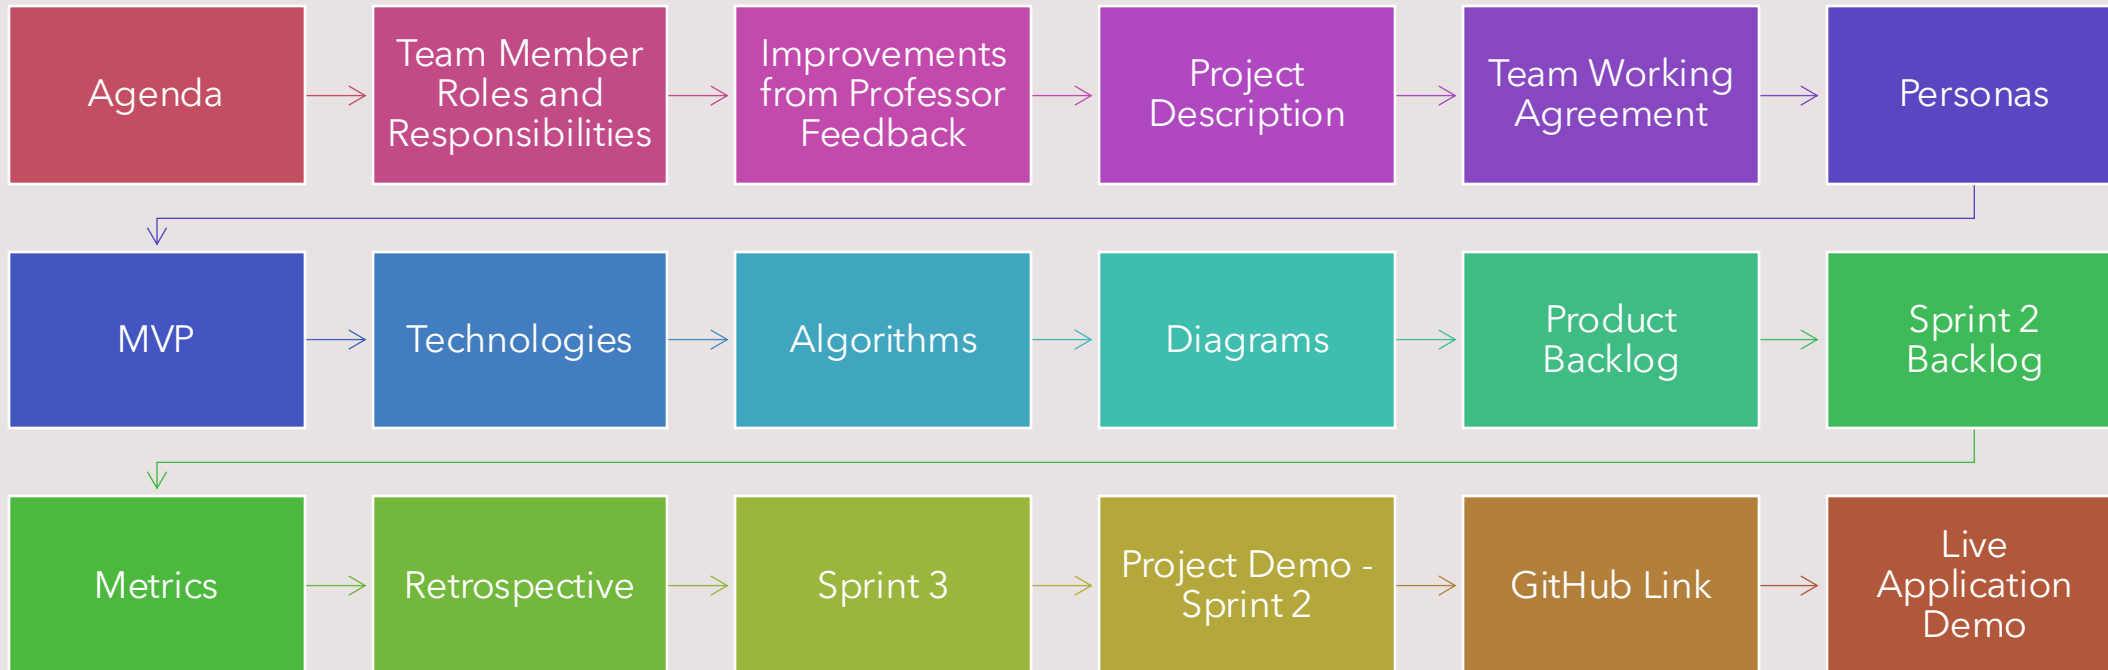 Agenda
Team Member
Roles and
Responsibilities
Improvements
from Professor
Feedback
Project
Description
Team Working
Agreement
Personas
MVP
Technologies
Algorithms
Diagrams
Product
Backlog
Sprint 2
Backlog
Metrics
Retrospective
Sprint 3
Project Demo -
Sprint 2
GitHub Link
Live
Application
Demo